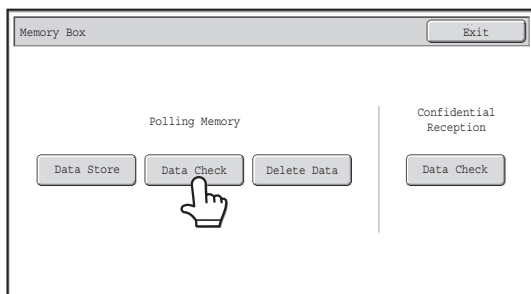 Memory Box
Exit
Polling Memory
Data Store
Data Check
Delete Data
Confidential
Reception
Data Check